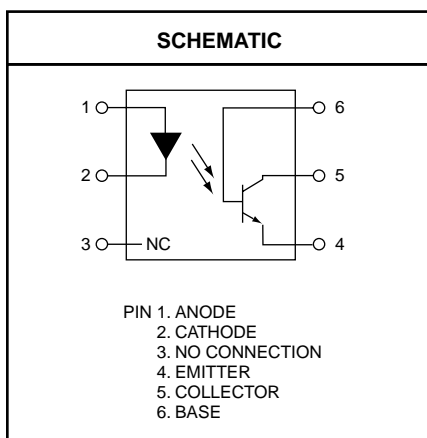 SCHEMATIC
1
6
2
5
3
NC
4
PIN 1. ANODE
2. CATHODE
3. NO CONNECTION
4. EMITTER
5. COLLECTOR
6. BASE